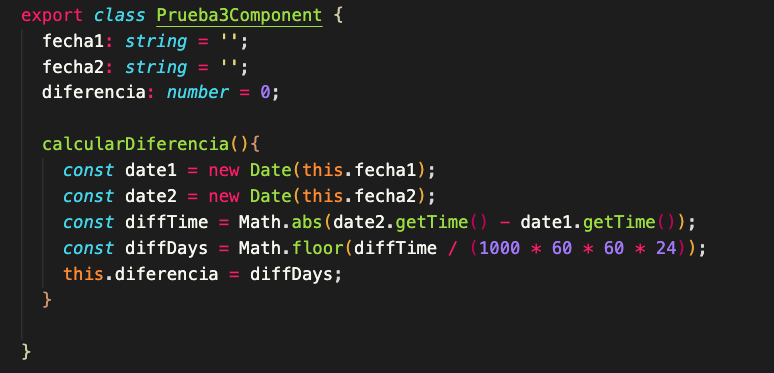 export class Prueba3Component {
  fecha1: string = '';
  fecha2: string = '';
  diferencia: number = 0;

  calcularDiferencia(){
    const date1 = new Date(this.fecha1);
    const date2 = new Date(this.fecha2);
    const diffTime = Math.abs(date2.getTime() - date1.getTime());
    const diffDays = Math.floor(diffTime / (1000 * 60 * 60 * 24));
    this.diferencia = diffDays;
  }

}